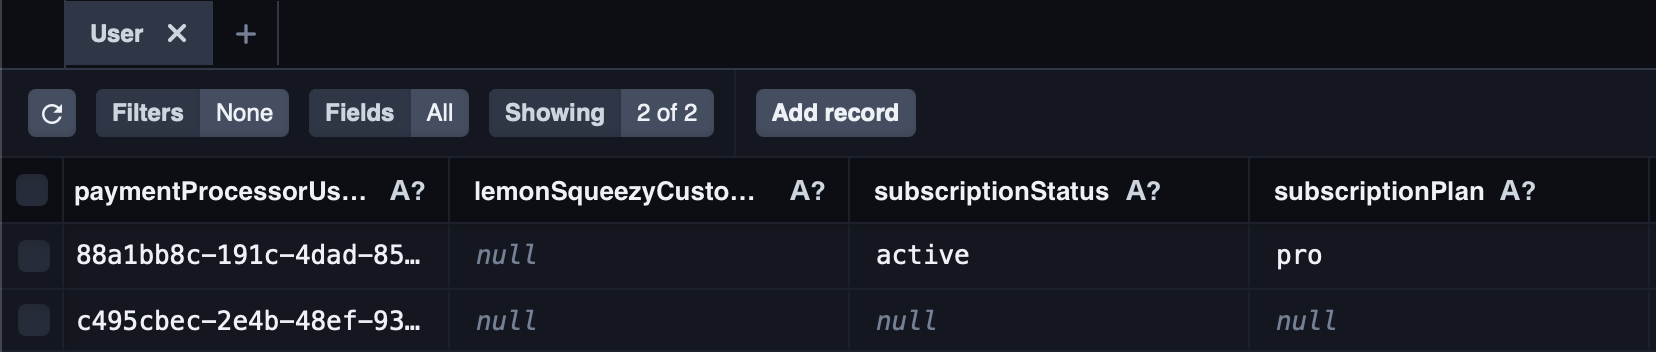 User ✕ +
Filters None Fields All Showing 2 of 2 Add record
paymentProcessorUs... A? lemonSqueezyCusto... A? subscriptionStatus A? subscriptionPlan A?
88a1bb8c-191c-4dad-85… null active pro
c495cbec-2e4b-48ef-93… null null null